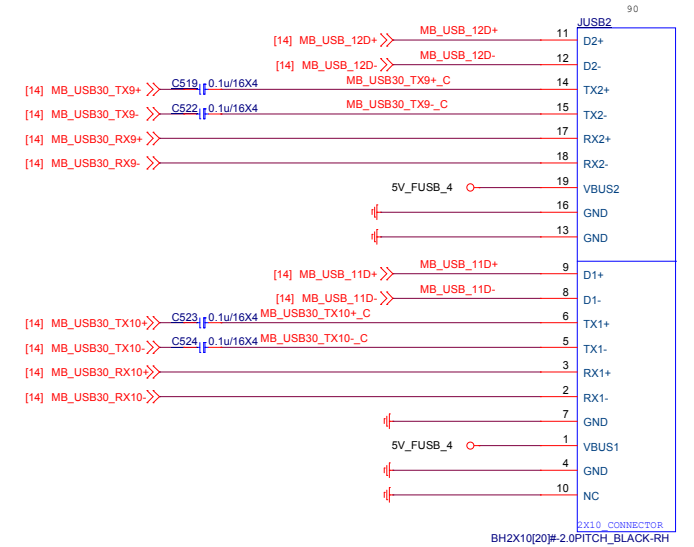 90
JUSB2
[14] MB_USB_12D+ MB_USB_12D+ 11 D2+
[14] MB_USB_12D- MB_USB_12D- 12 D2-
[14] MB_USB30_TX9+ C519 0.1u/16X4 MB_USB30_TX9+_C 14 TX2+
[14] MB_USB30_TX9- C522 0.1u/16X4 MB_USB30_TX9-_C 15 TX2-
[14] MB_USB30_RX9+ 17 RX2+
[14] MB_USB30_RX9- 18 RX2-
5V_FUSB_4 19 VBUS2
16 GND
13 GND
[14] MB_USB_11D+ MB_USB_11D+ 9 D1+
[14] MB_USB_11D- MB_USB_11D- 8 D1-
[14] MB_USB30_TX10+ C523 0.1u/16X4 MB_USB30_TX10+_C 6 TX1+
[14] MB_USB30_TX10- C524 0.1u/16X4 MB_USB30_TX10-_C 5 TX1-
[14] MB_USB30_RX10+ 3 RX1+
[14] MB_USB30_RX10- 2 RX1-
7 GND
5V_FUSB_4 1 VBUS1
4 GND
10 NC
2X10_CONNECTOR
BH2X10[20]#-2.0PITCH_BLACK-RH